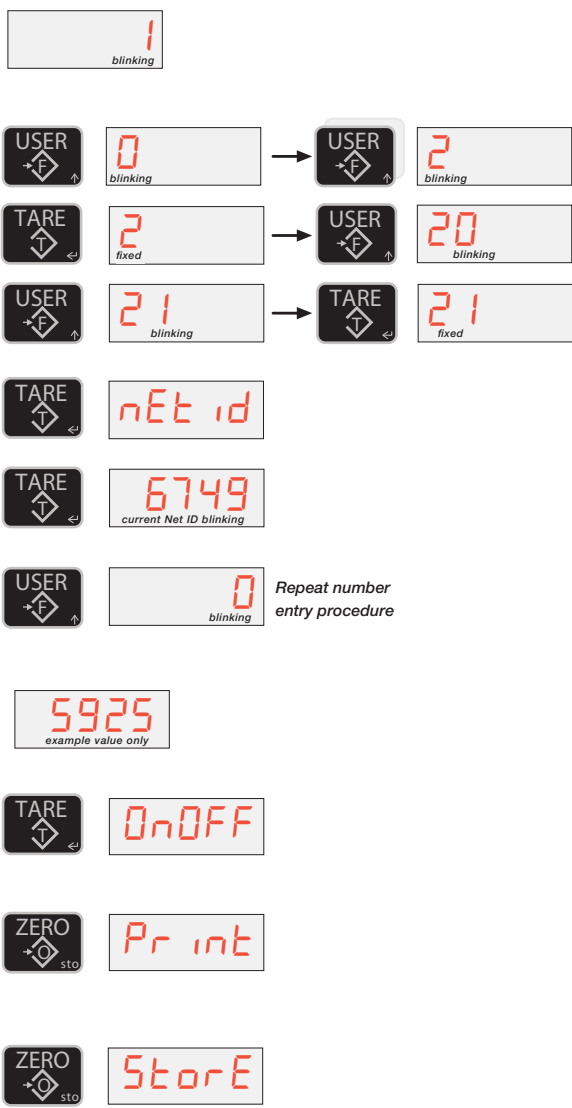 1
blinking
USER F 0 blinking USER F 2 blinking
TARE T 2 fixed USER F 20 blinking
USER F 21 blinking TARE T 21 fixed
TARE T nEt id
TARE T 6749 current Net ID blinking
USER F 0 blinking Repeat number
entry procedure
5925
example value only
TARE T OnOFF
ZERO O sto Print
ZERO O sto StorE